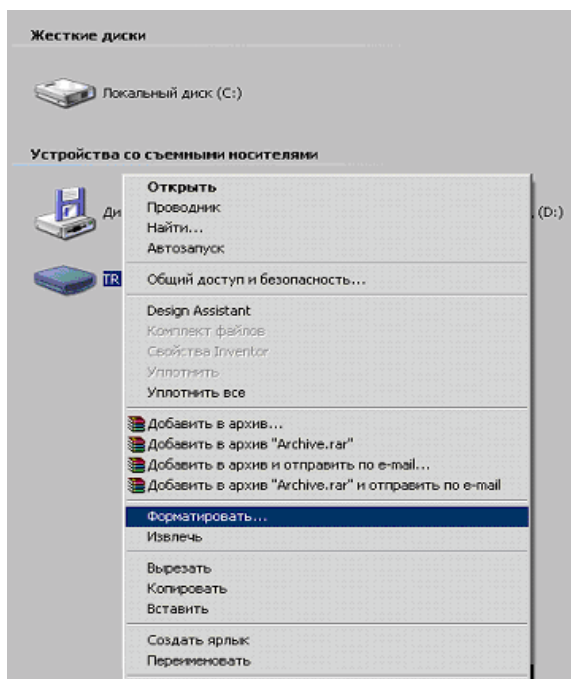 Жесткие диски
Локальный диск (C:)
Устройства со съемными носителями
Ди
(D:)
TR
Открыть
Проводник
Найти...
Автозапуск
Общий доступ и безопасность...
Design Assistant
Комплект файлов
Свойства Inventor
Уплотнить
Уплотнить все
Добавить в архив...
Добавить в архив "Archive.rar"
Добавить в архив и отправить по e-mail...
Добавить в архив "Archive.rar" и отправить по e-mail
Форматировать...
Извлечь
Вырезать
Копировать
Вставить
Создать ярлык
Переименовать